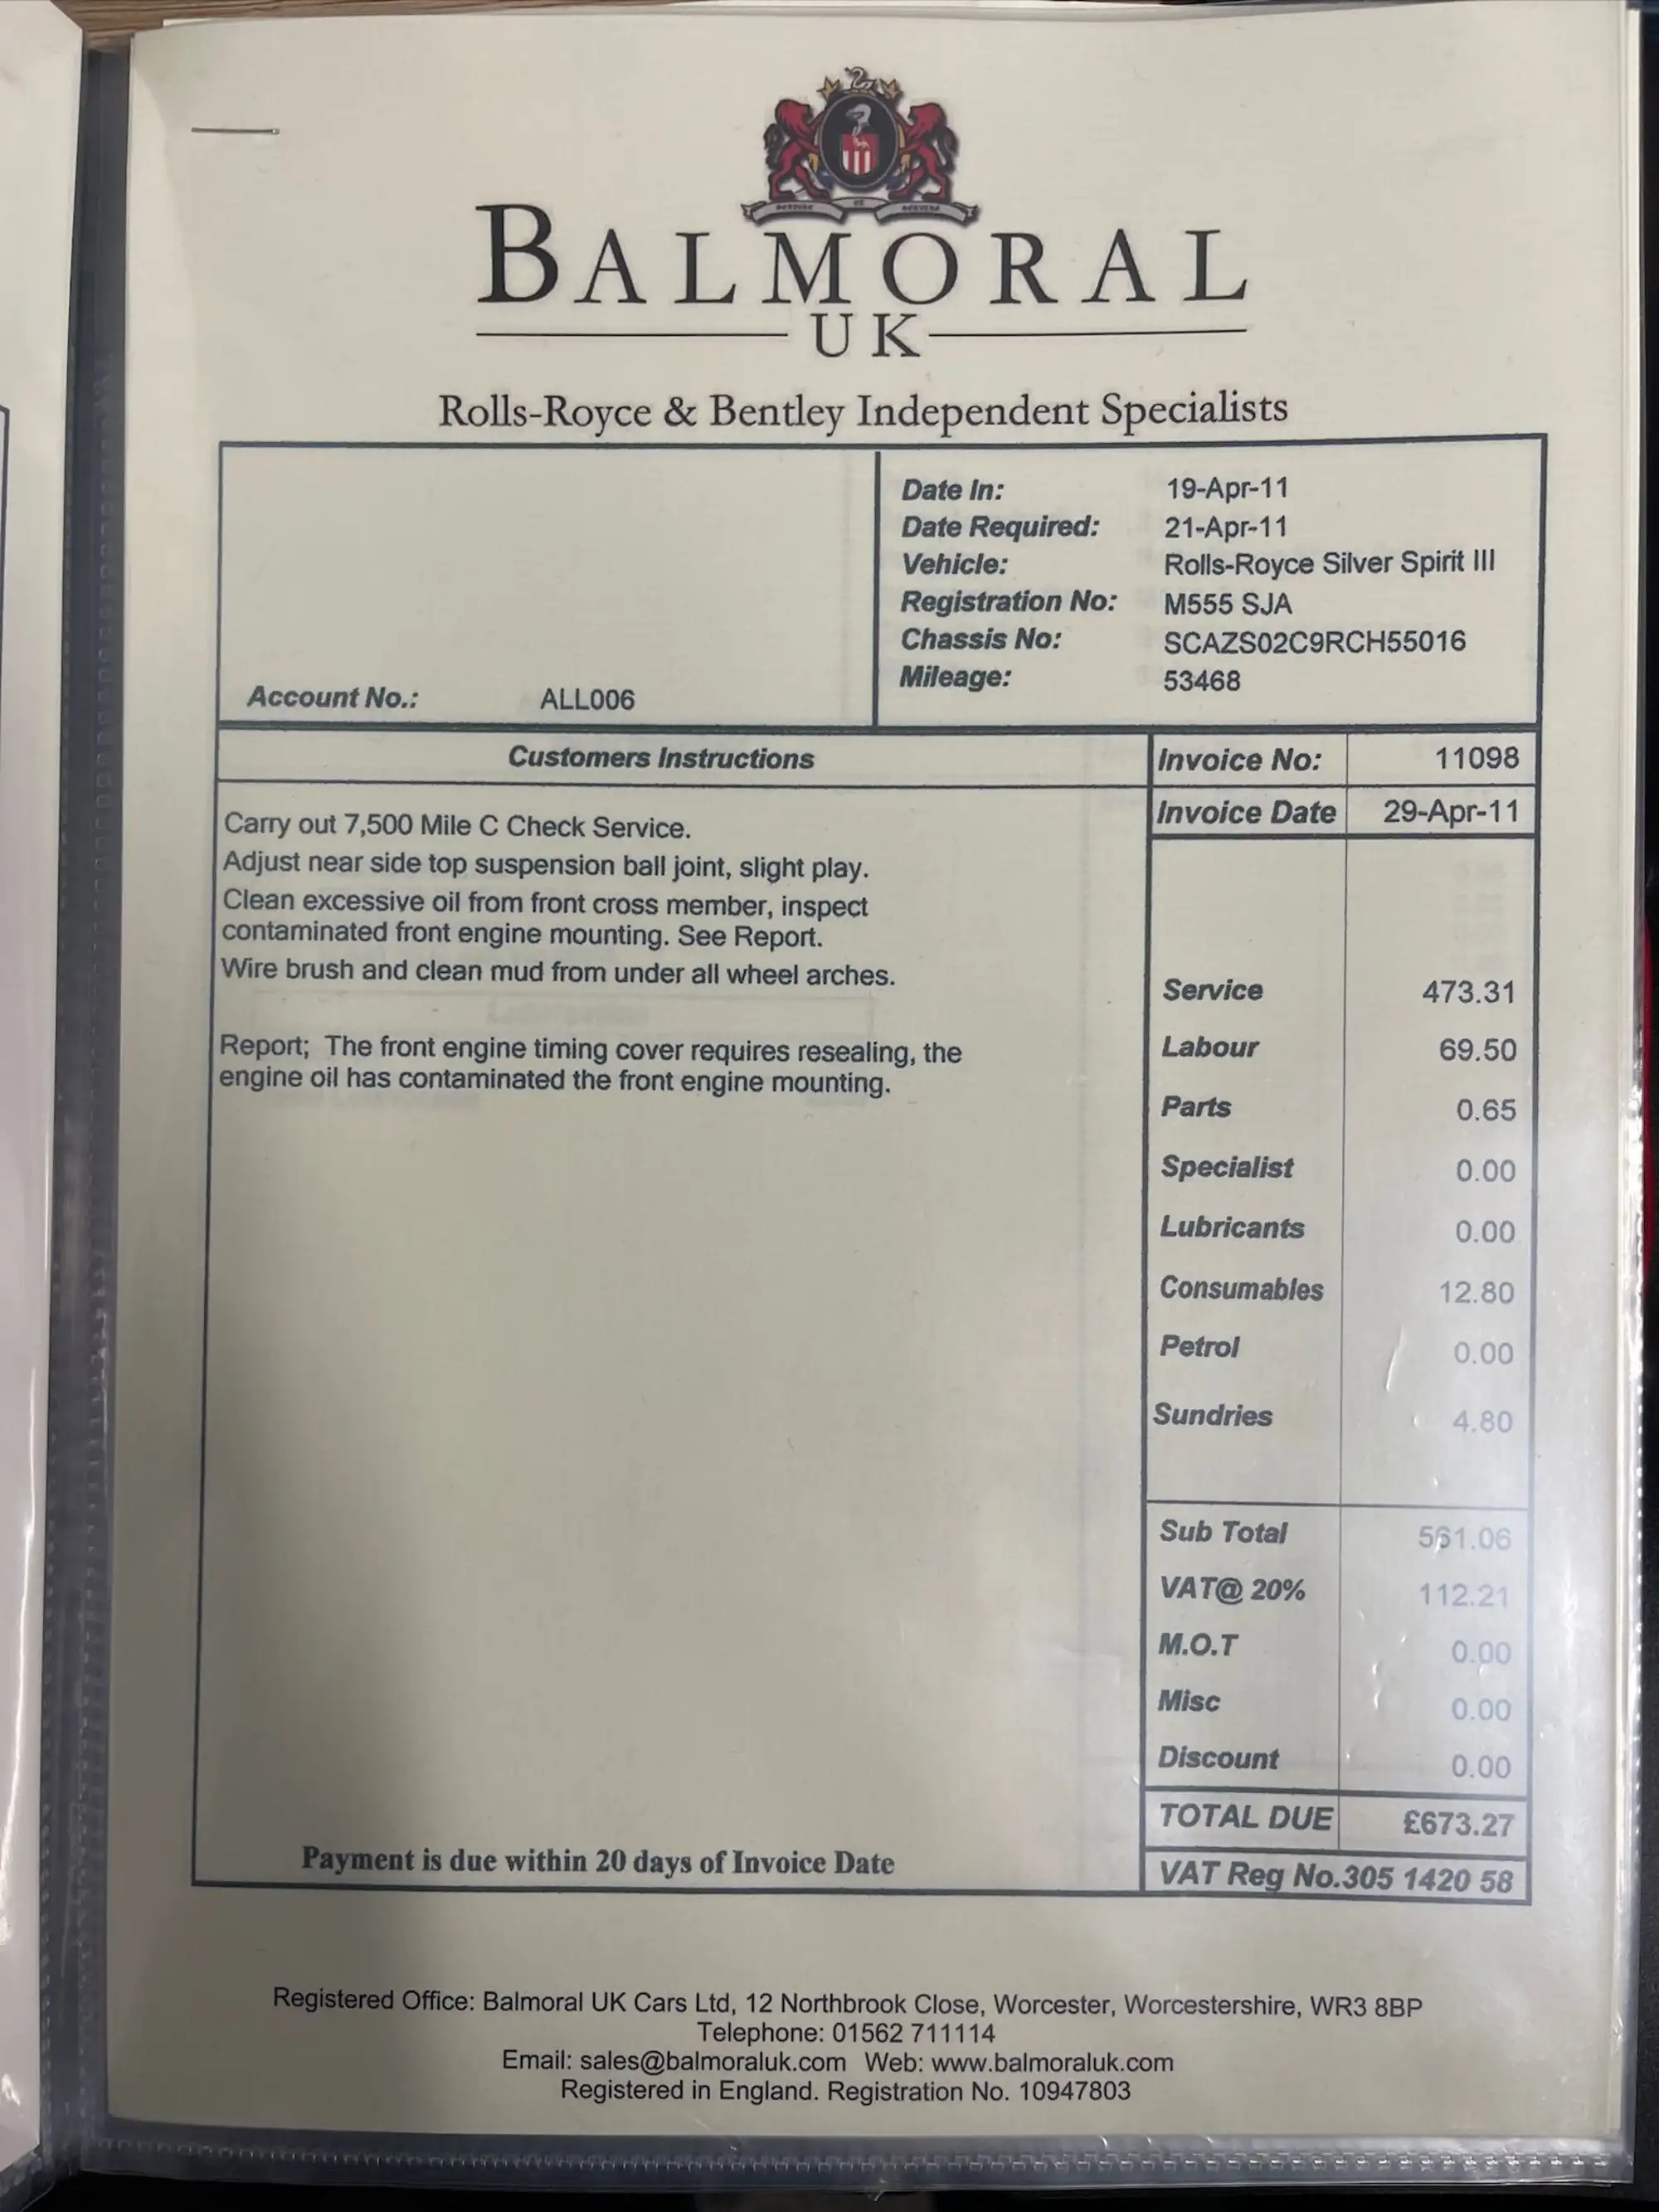 BALMORAL
UK
Rolls-Royce & Bentley Independent Specialists
Date In: 19-Apr-11
Date Required: 21-Apr-11
Vehicle: Rolls-Royce Silver Spirit III
Registration No: M555 SJA
Chassis No: SCAZS02C9RCH55016
Mileage: 53468
Account No.: ALL006
Customers Instructions
Invoice No: 11098
Invoice Date 29-Apr-11
Carry out 7,500 Mile C Check Service.
Adjust near side top suspension ball joint, slight play.
Clean excessive oil from front cross member, inspect
contaminated front engine mounting. See Report.
Wire brush and clean mud from under all wheel arches.
Report; The front engine timing cover requires resealing, the
engine oil has contaminated the front engine mounting.
Service 473.31
Labour 69.50
Parts 0.65
Specialist 0.00
Lubricants 0.00
Consumables 12.80
Petrol 0.00
Sundries 4.80
Sub Total 561.06
VAT@ 20% 112.21
M.O.T 0.00
Misc 0.00
Discount 0.00
TOTAL DUE £673.27
Payment is due within 20 days of Invoice Date
VAT Reg No.305 1420 58
Registered Office: Balmoral UK Cars Ltd, 12 Northbrook Close, Worcester, Worcestershire, WR3 8BP
Telephone: 01562 711114
Email: sales@balmoraluk.com Web: www.balmoraluk.com
Registered in England. Registration No. 10947803